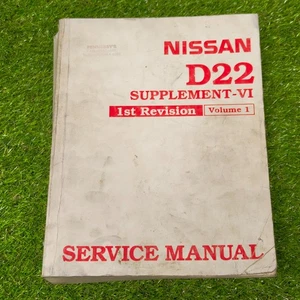 NISSAN
D22
SUPPLEMENT-VI
1st Revision Volume 1
SERVICE MANUAL